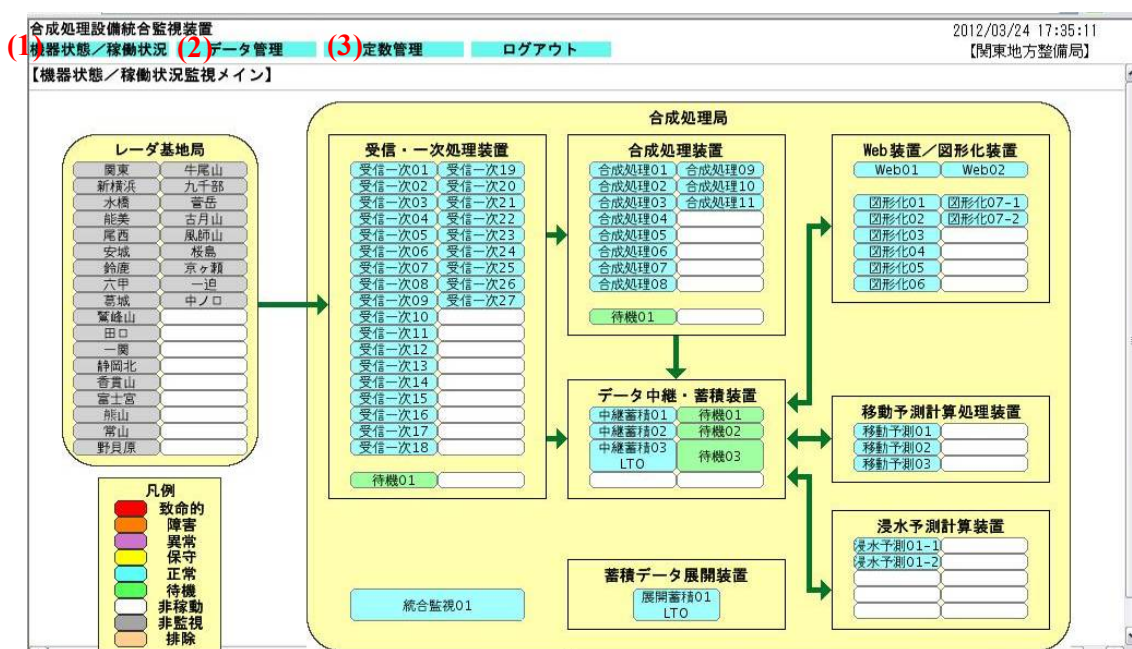 合成処理設備統合監視装置
2012/03/24 17:35:11
(1)機器状態／稼働状況 (2)データ管理 (3)定数管理 ログアウト
【関東地方整備局】
【機器状態／稼働状況監視メイン】
レーダ基地局
関東 牛尾山
新横浜 九千部
水橋 菅岳
能美 古月山
尾西 風師山
安城 桜島
鈴鹿 京ヶ瀬
六甲 一迫
葛城 中ノ口
鷲峰山
田口
一関
静岡北
香貫山
富士宮
熊山
常山
野貝原
凡例
致命的
障害
異常
保守
正常
待機
非稼動
非監視
排除
合成処理局
受信・一次処理装置
受信一次01 受信一次19
受信一次02 受信一次20
受信一次03 受信一次21
受信一次04 受信一次22
受信一次05 受信一次23
受信一次06 受信一次24
受信一次07 受信一次25
受信一次08 受信一次26
受信一次09 受信一次27
受信一次10
受信一次11
受信一次12
受信一次13
受信一次14
受信一次15
受信一次16
受信一次17
受信一次18
待機01
統合監視01
合成処理装置
合成処理01 合成処理09
合成処理02 合成処理10
合成処理03 合成処理11
合成処理04
合成処理05
合成処理06
合成処理07
合成処理08
待機01
データ中継・蓄積装置
中継蓄積01 待機01
中継蓄積02 待機02
中継蓄積03 待機03
LTO
蓄積データ展開装置
展開蓄積01
LTO
Web装置／図形化装置
Web01 Web02
図形化01 図形化07-1
図形化02 図形化07-2
図形化03
図形化04
図形化05
図形化06
移動予測計算処理装置
移動予測01
移動予測02
移動予測03
浸水予測計算装置
浸水予測01-1
浸水予測01-2